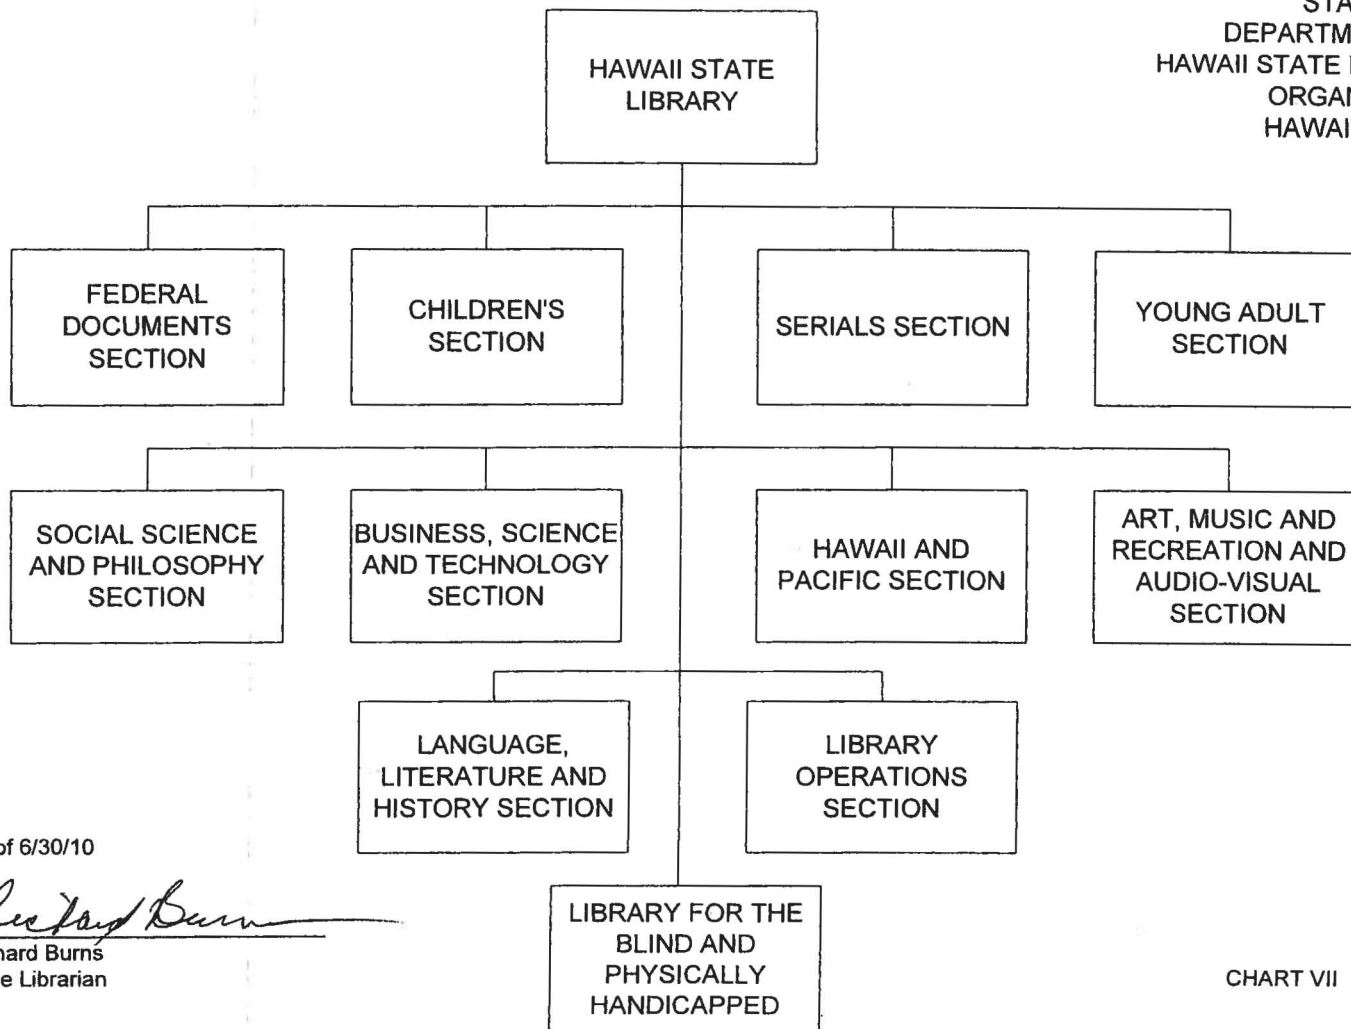 STA
DEPARTM
HAWAII STATE
ORGAN
HAWAI
HAWAII STATE
LIBRARY
FEDERAL
DOCUMENTS
SECTION
CHILDREN'S
SECTION
SERIALS SECTION
YOUNG ADULT
SECTION
SOCIAL SCIENCE
AND PHILOSOPHY
SECTION
BUSINESS, SCIENCE
AND TECHNOLOGY
SECTION
HAWAII AND
PACIFIC SECTION
ART, MUSIC AND
RECREATION AND
AUDIO-VISUAL
SECTION
LANGUAGE,
LITERATURE AND
HISTORY SECTION
LIBRARY
OPERATIONS
SECTION
LIBRARY FOR THE
BLIND AND
PHYSICALLY
HANDICAPPED
of 6/30/10
Richard Burns
hard Burns
e Librarian
CHART VII